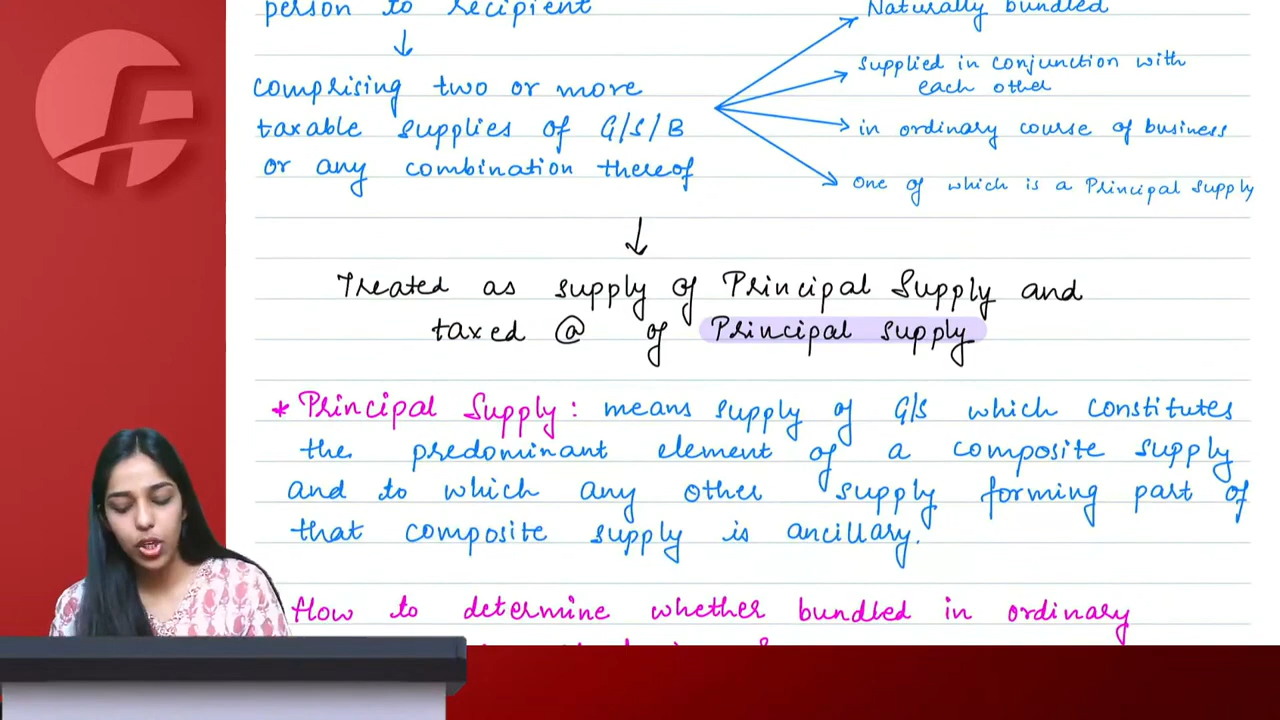 person to recipient
Naturally bundled
supplied in conjunction with
each other
comprising two or more
taxable supplies of G/S/B
in ordinary course of business
or any combination thereof
One of which is a Principal supply
Treated as supply of Principal Supply and
taxed @ of Principal supply
* Principal Supply: means supply of G/S which constitutes
the predominant element of a composite supply
and to which any other supply forming part of
that composite supply is ancillary.
How to determine whether bundled in ordinary